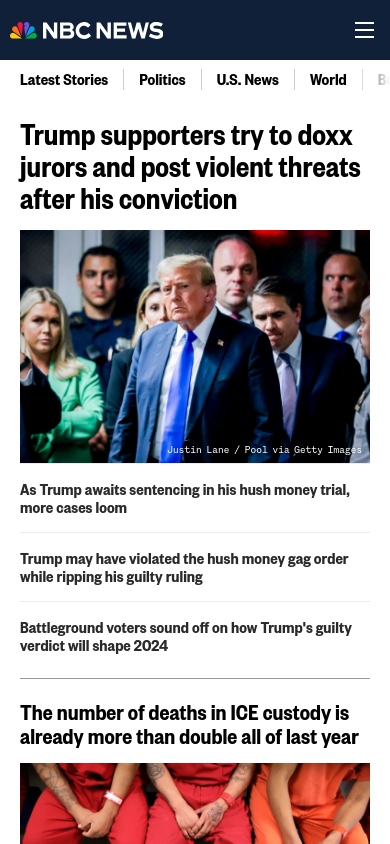 NBC NEWS
Latest Stories
Politics
U.S. News
World
Trump supporters try to doxx
jurors and post violent threats
after his conviction
Justin Lane / Pool via Getty Images
As Trump awaits sentencing in his hush money trial,
more cases loom
Trump may have violated the hush money gag order
while ripping his guilty ruling
Battleground voters sound off on how Trump's guilty
verdict will shape 2024
The number of deaths in ICE custody is
already more than double all of last year